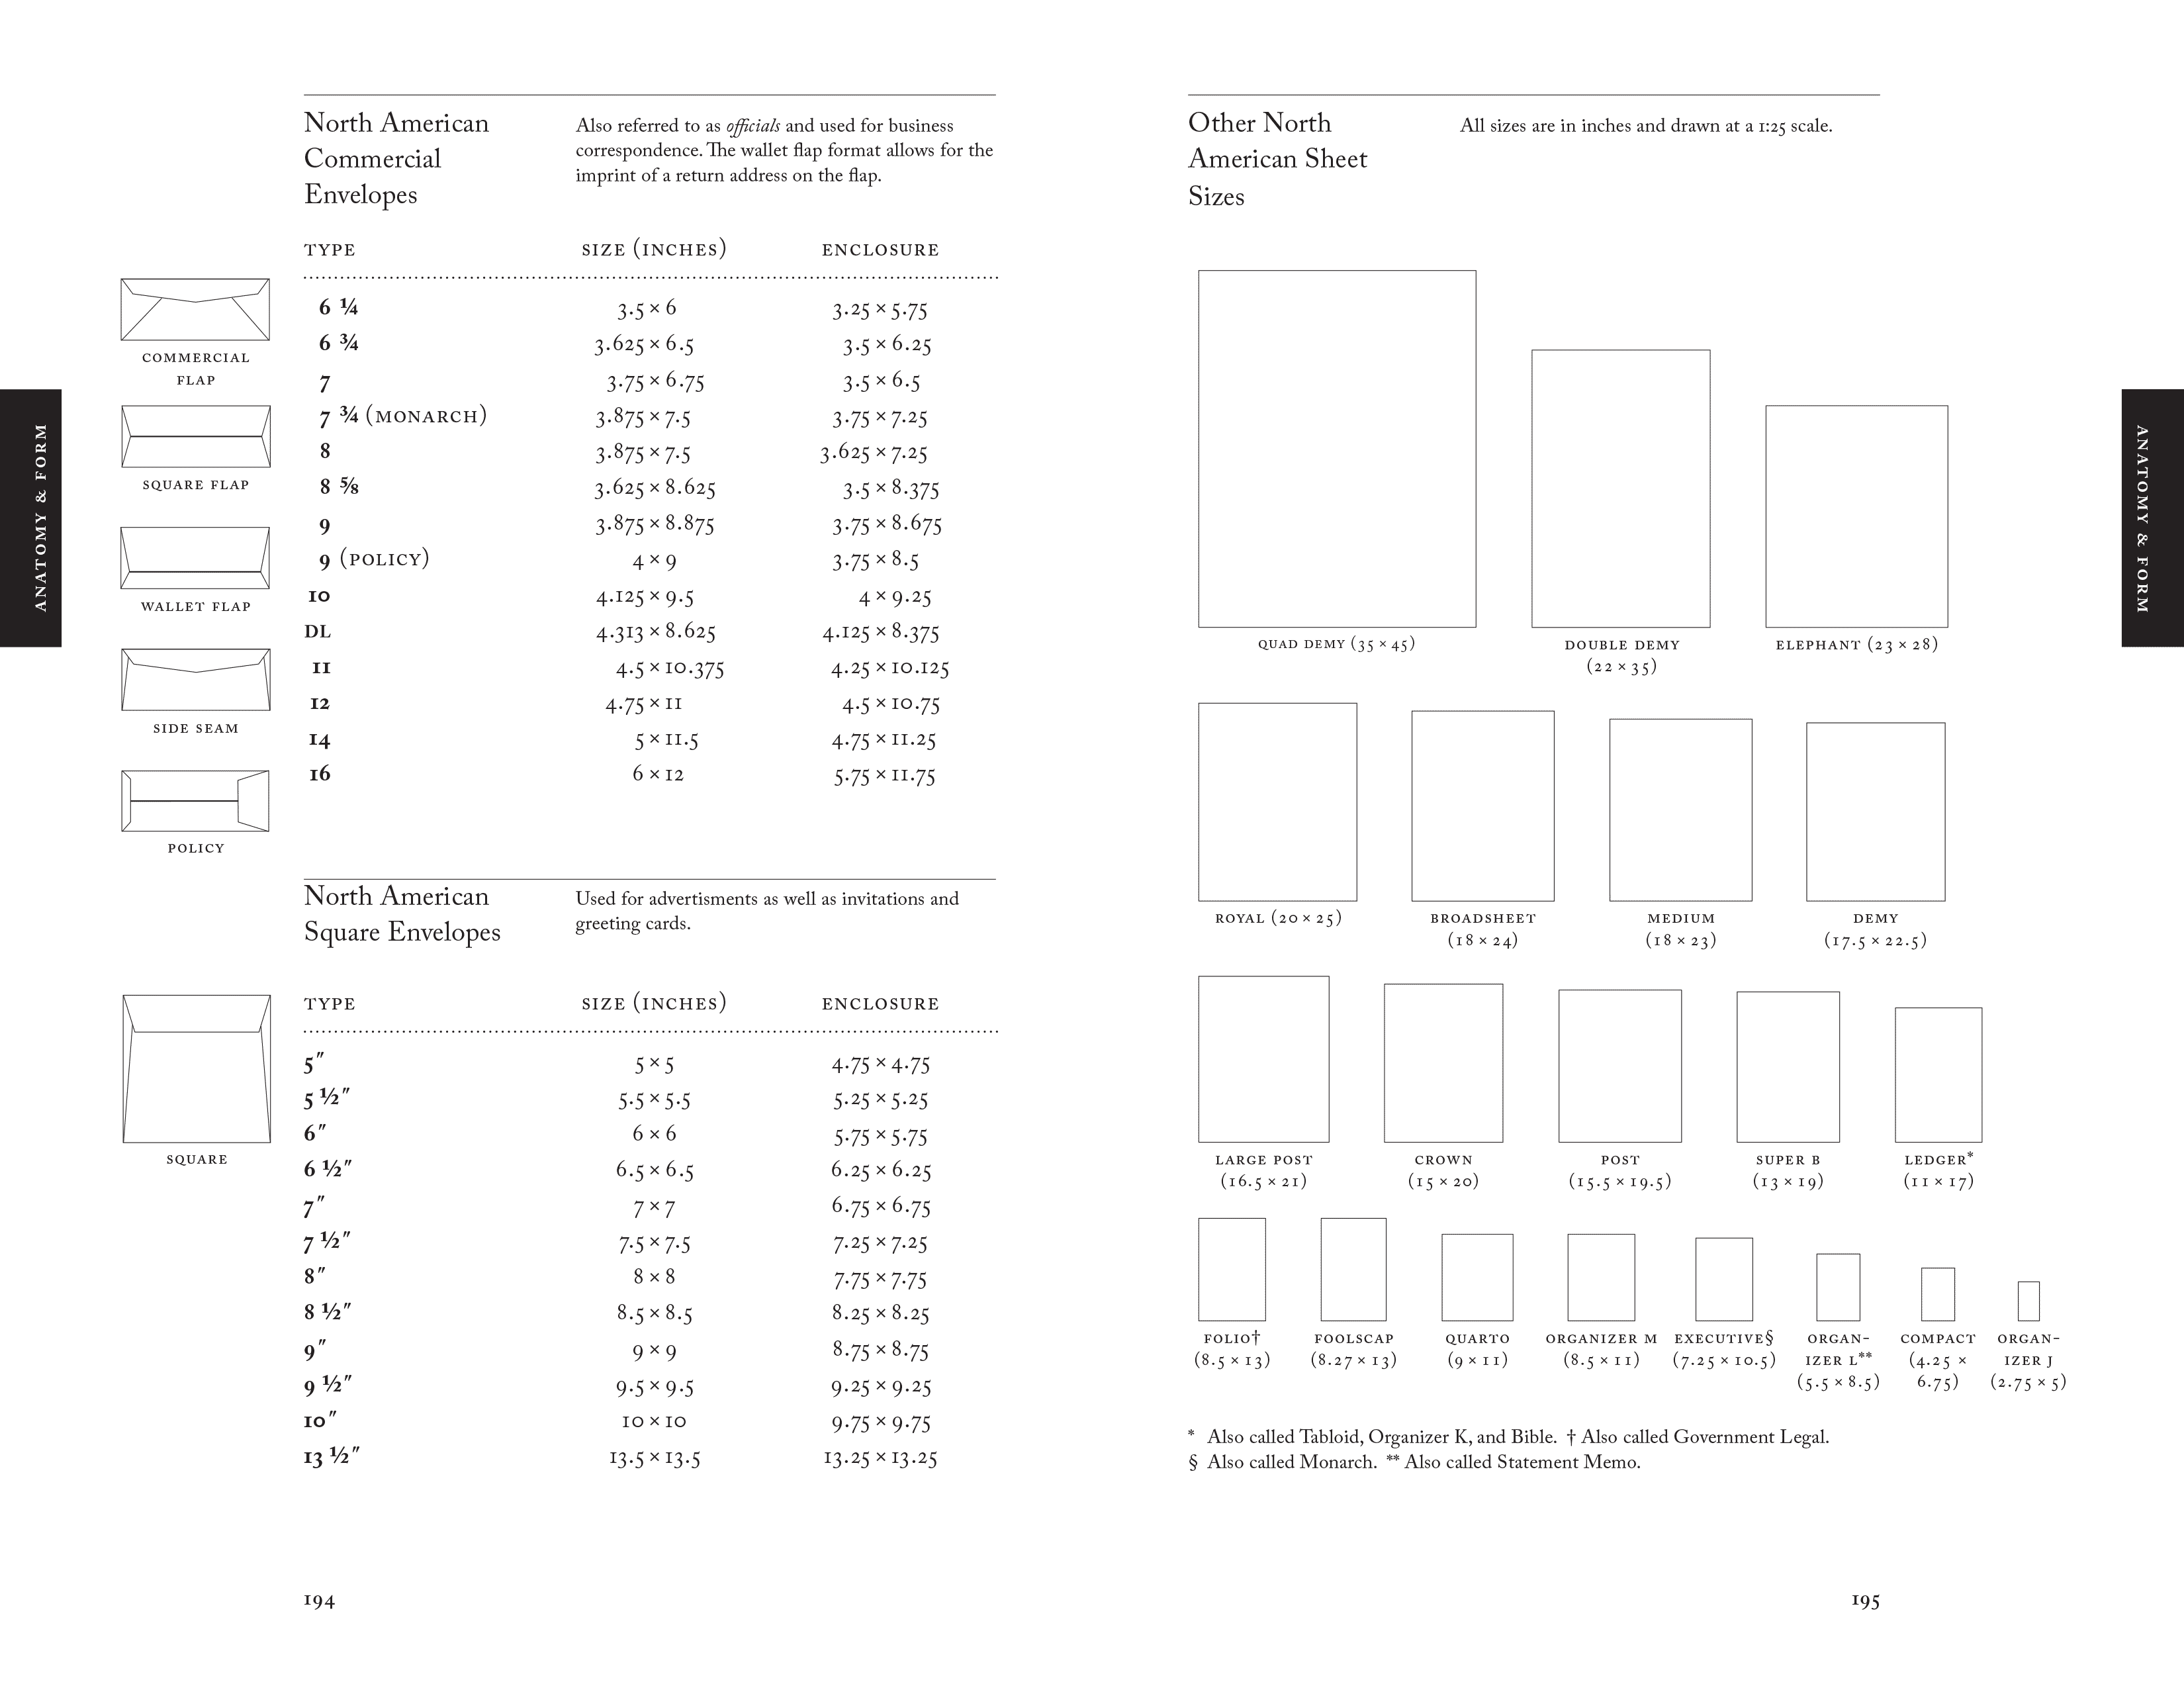 North American
Commercial
Envelopes
Also referred to as officials and used for business
correspondence. The wallet flap format allows for the
imprint of a return address on the flap.
TYPE SIZE (INCHES) ENCLOSURE
6 ¼ 3.5 × 6 3.25 × 5.75
6 ¾ 3.625 × 6.5 3.5 × 6.25
7 3.75 × 6.75 3.5 × 6.5
7 ¾ (MONARCH) 3.875 × 7.5 3.75 × 7.25
8 3.875 × 7.5 3.625 × 7.25
8 ⅝ 3.625 × 8.625 3.5 × 8.375
9 3.875 × 8.875 3.75 × 8.675
9 (POLICY) 4 × 9 3.75 × 8.5
10 4.125 × 9.5 4 × 9.25
DL 4.313 × 8.625 4.125 × 8.375
11 4.5 × 10.375 4.25 × 10.125
12 4.75 × 11 4.5 × 10.75
14 5 × 11.5 4.75 × 11.25
16 6 × 12 5.75 × 11.75
COMMERCIAL
FLAP
SQUARE FLAP
WALLET FLAP
SIDE SEAM
POLICY
ANATOMY & FORM
North American
Square Envelopes
Used for advertisments as well as invitations and
greeting cards.
TYPE SIZE (INCHES) ENCLOSURE
5″ 5 × 5 4.75 × 4.75
5 ½″ 5.5 × 5.5 5.25 × 5.25
6″ 6 × 6 5.75 × 5.75
6 ½″ 6.5 × 6.5 6.25 × 6.25
7″ 7 × 7 6.75 × 6.75
7 ½″ 7.5 × 7.5 7.25 × 7.25
8″ 8 × 8 7.75 × 7.75
8 ½″ 8.5 × 8.5 8.25 × 8.25
9″ 9 × 9 8.75 × 8.75
9 ½″ 9.5 × 9.5 9.25 × 9.25
10″ 10 × 10 9.75 × 9.75
13 ½″ 13.5 × 13.5 13.25 × 13.25
SQUARE
194
Other North
American Sheet
Sizes
All sizes are in inches and drawn at a 1:25 scale.
QUAD DEMY (35 × 45)
DOUBLE DEMY
(22 × 35)
ELEPHANT (23 × 28)
ROYAL (20 × 25)
BROADSHEET
(18 × 24)
MEDIUM
(18 × 23)
DEMY
(17.5 × 22.5)
LARGE POST
(16.5 × 21)
CROWN
(15 × 20)
POST
(15.5 × 19.5)
SUPER B
(13 × 19)
LEDGER*
(11 × 17)
FOLIO†
(8.5 × 13)
FOOLSCAP
(8.27 × 13)
QUARTO
(9 × 11)
ORGANIZER M
(8.5 × 11)
EXECUTIVE§
(7.25 × 10.5)
ORGAN-
IZER L**
(5.5 × 8.5)
COMPACT
(4.25 ×
6.75)
ORGAN-
IZER J
(2.75 × 5)
* Also called Tabloid, Organizer K, and Bible. † Also called Government Legal.
§ Also called Monarch. ** Also called Statement Memo.
ANATOMY & FORM
195